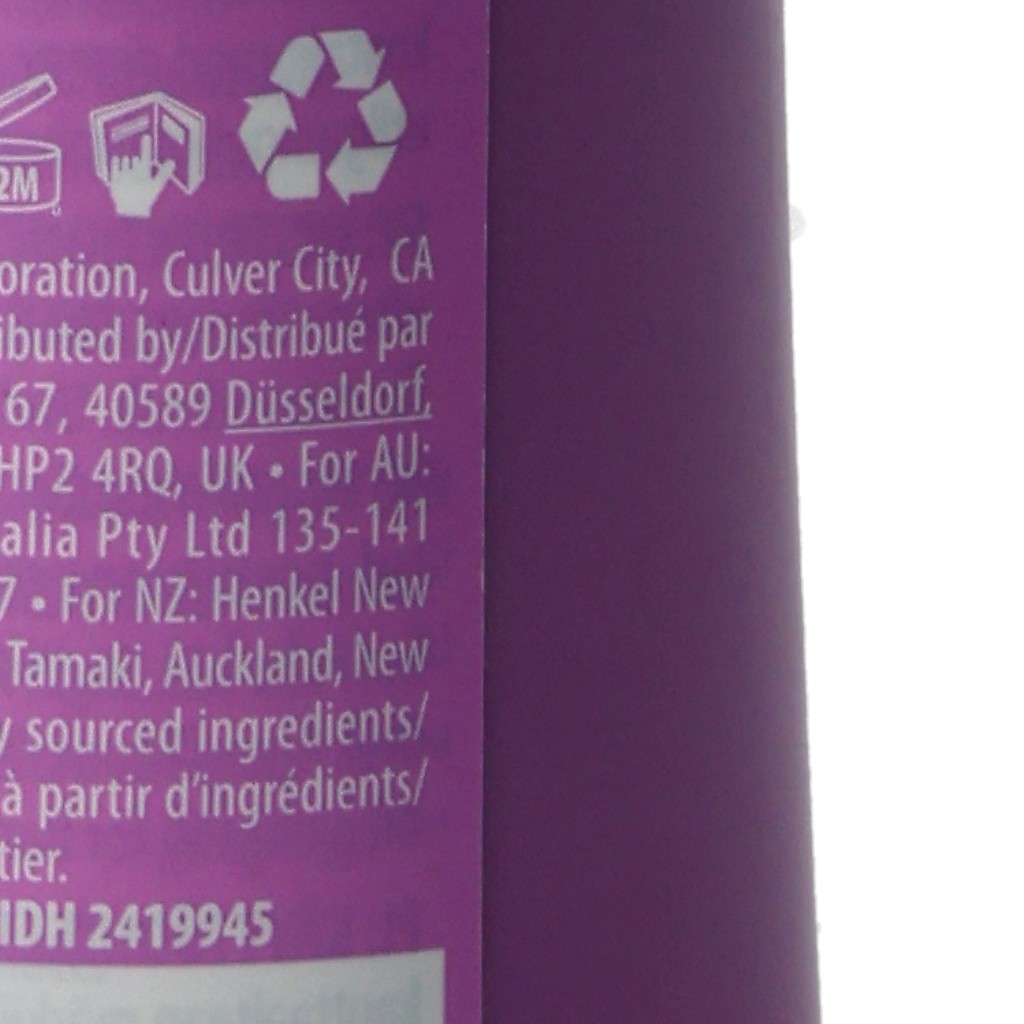 2M
oration, Culver City, CA
ibuted by/Distribué par
67, 40589 Düsseldorf,
HP2 4RQ, UK • For AU:
alia Pty Ltd 135-141
7 • For NZ: Henkel New
Tamaki, Auckland, New
y sourced ingredients/
à partir d'ingrédients/
tier.
IDH 2419945